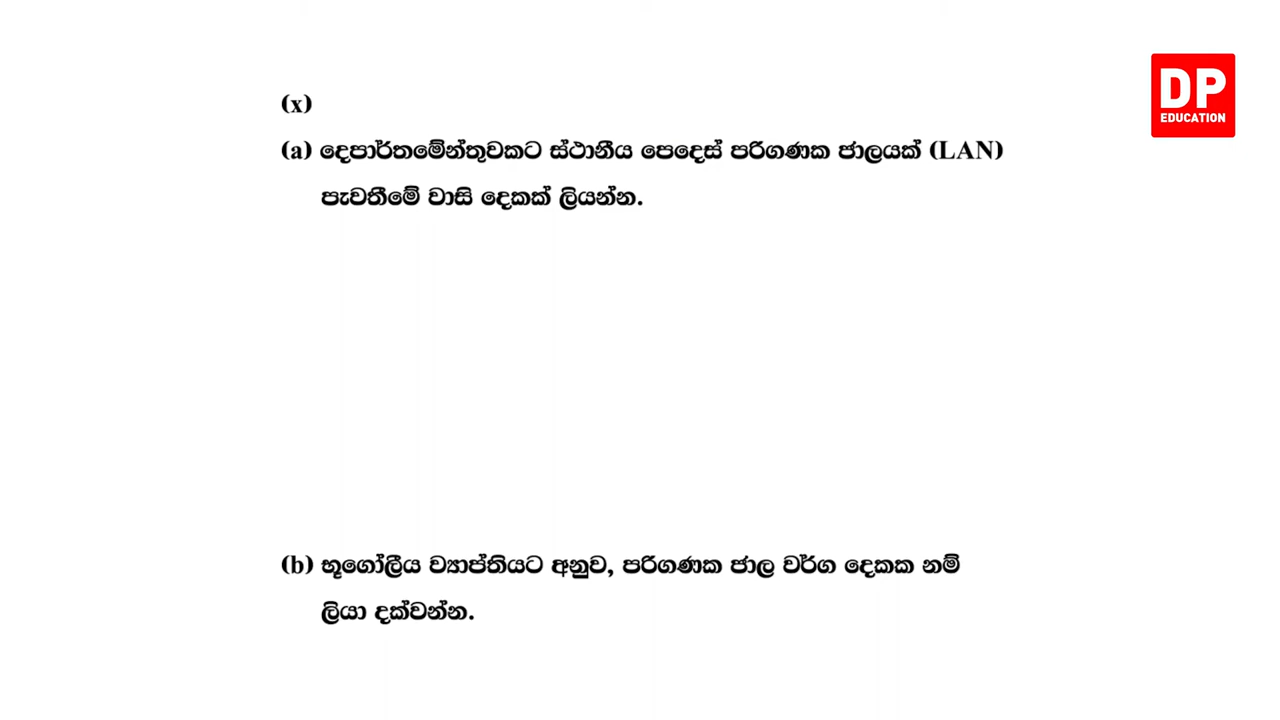 DP
EDUCATION
(x)
(a) දෙපාර්තමේන්තුවකට ස්ථානීය පෙදෙස් පරිගණක ජාලයක් (LAN)
පැවතීමේ වාසි දෙකක් ලියන්න.
(b) භූගෝලීය ව්‍යාප්තියට අනුව, පරිගණක ජාල වර්ග දෙකක නම්
ලියා දක්වන්න.